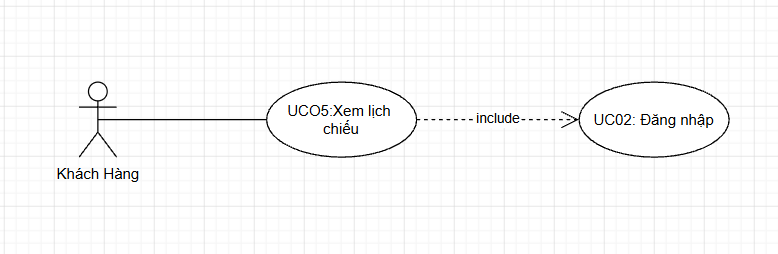 UCO5:Xem lịch
chiếu
include
UC02: Đăng nhập
Khách Hàng